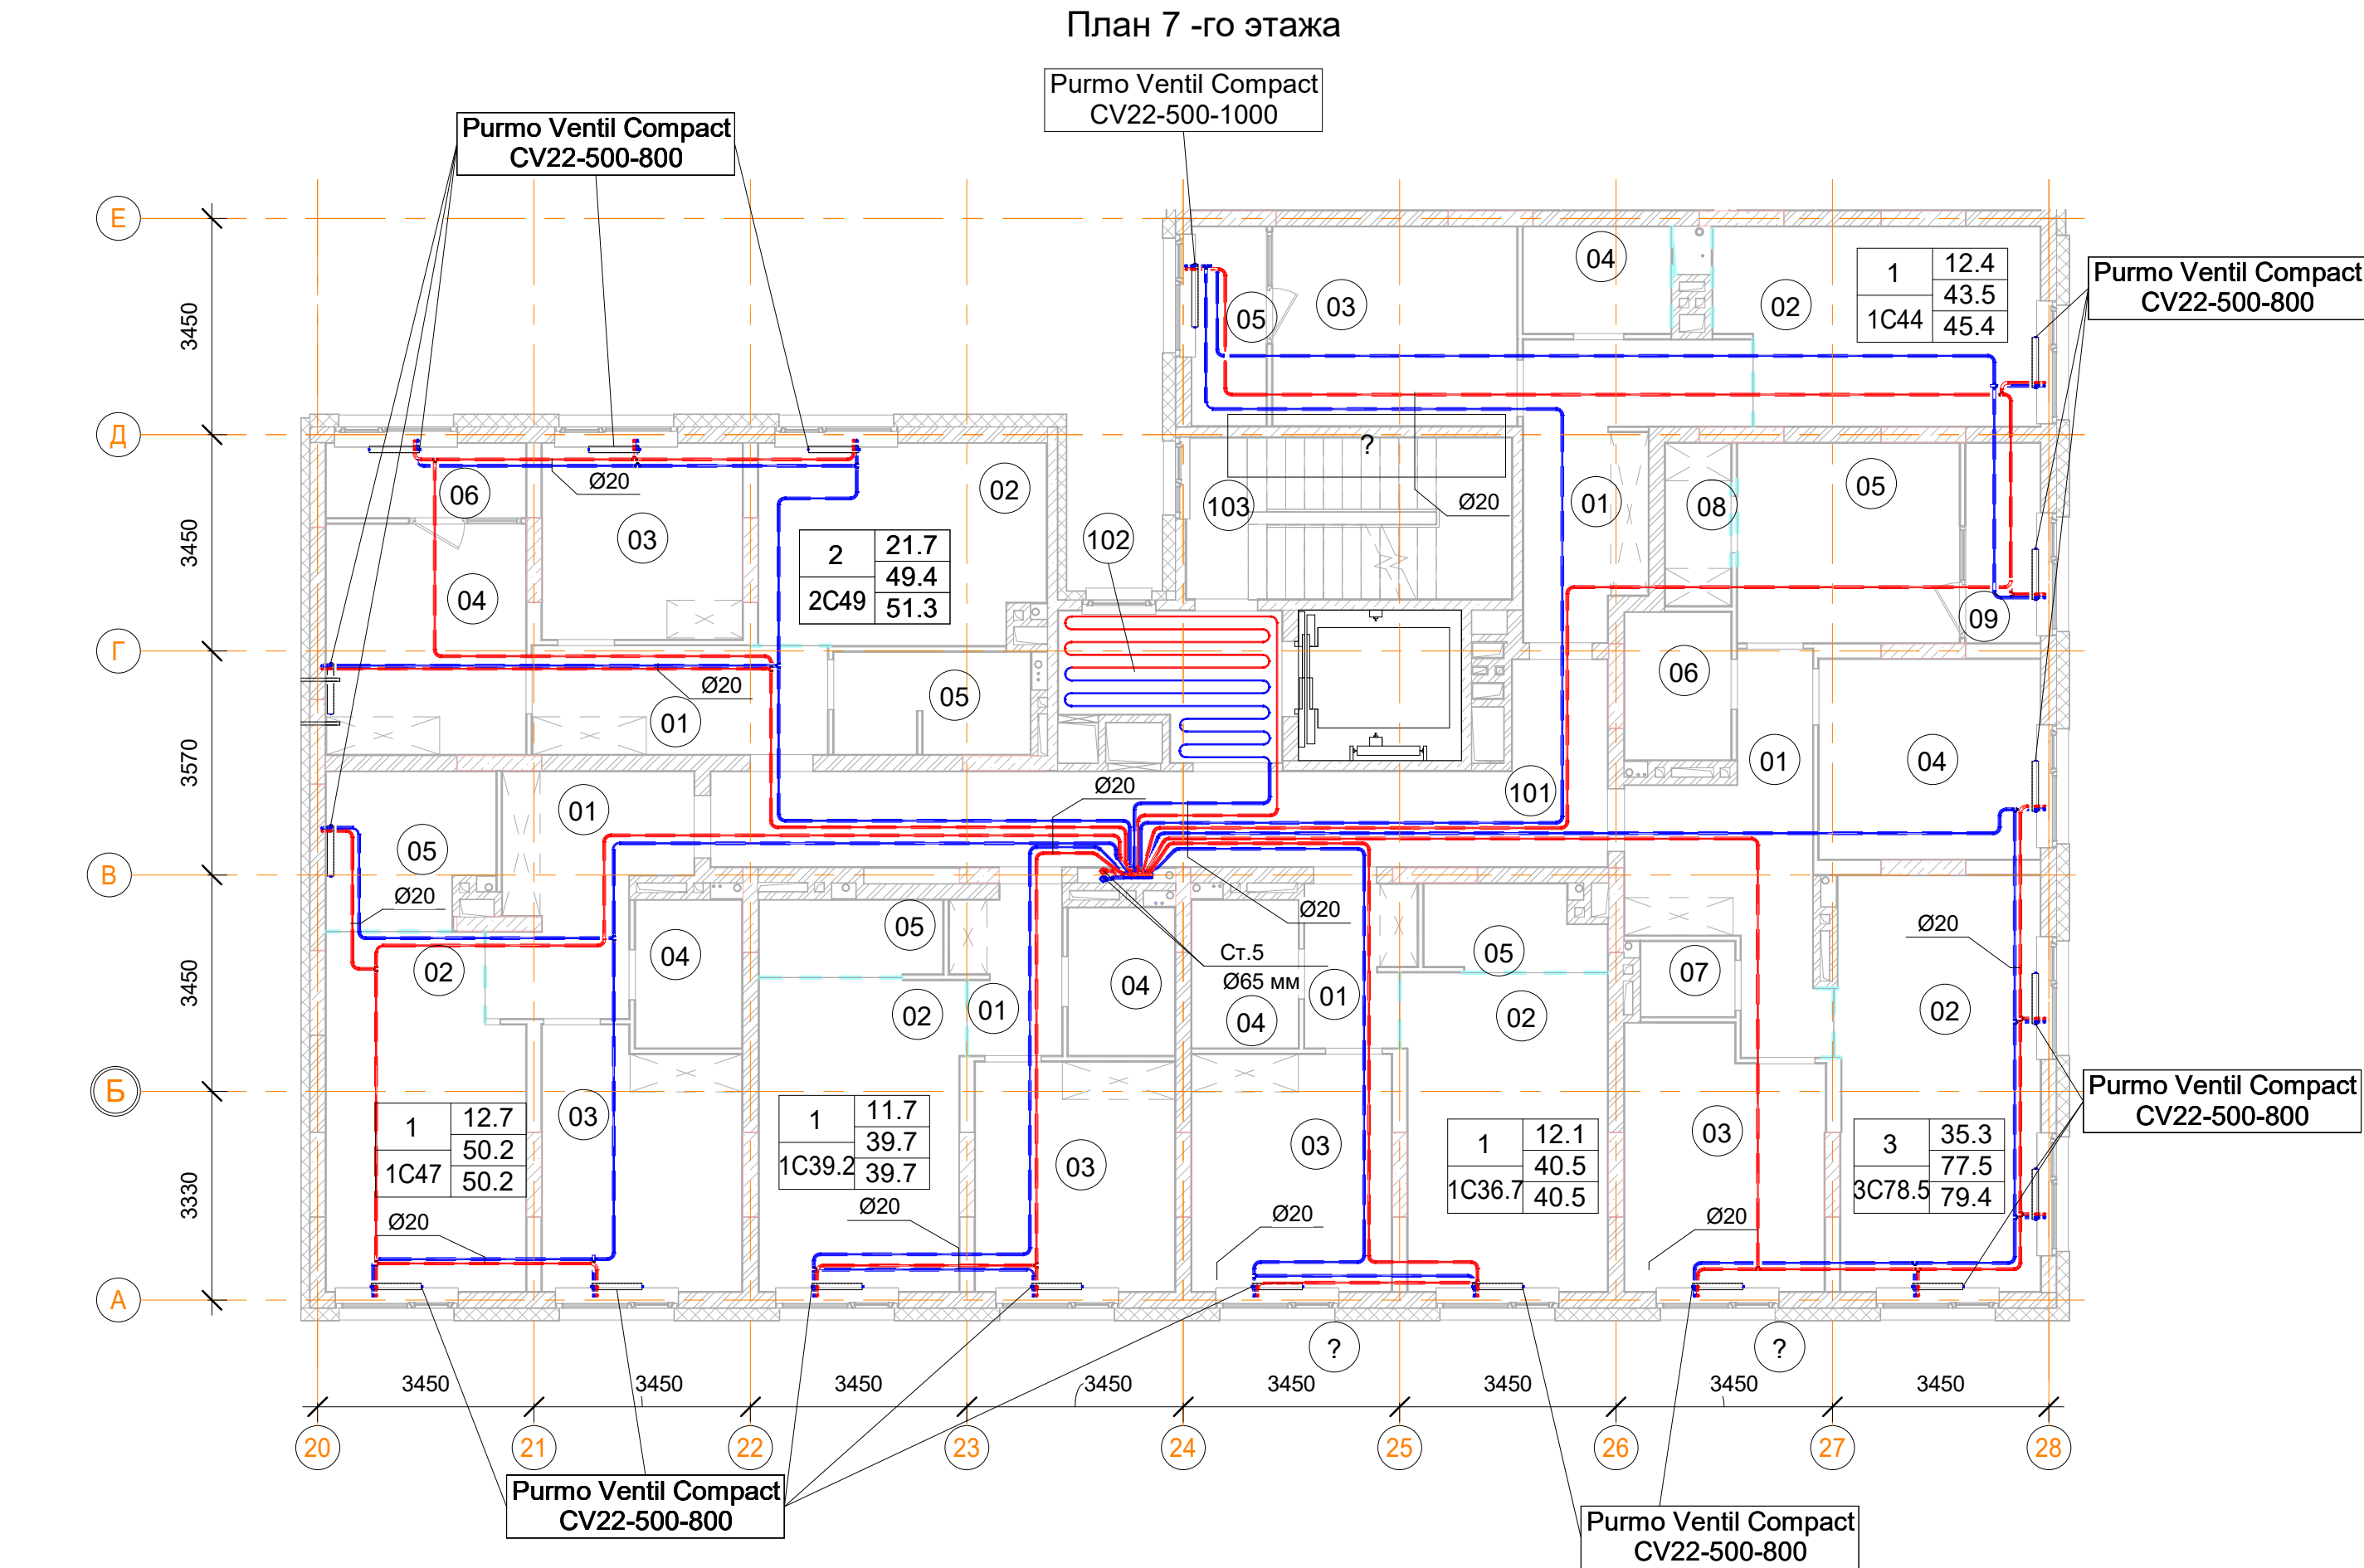 План 7 -го этажа
Purmo Ventil Compact
CV22-500-1000
Purmo Ventil Compact
CV22-500-800
Е
04
03
05
02
1
12.4
43.5
1С44
45.4
Purmo Ventil Compact
CV22-500-800
3450
Д
?
Ø20
06
02
03
103
Ø20
01
08
05
102
3450
2
21.7
49.4
2С49
51.3
04
09
Г
Ø20
05
01
06
3570
Ø20
101
01
04
01
05
В
Ø20
05
Ø20
Ø20
04
02
Ст.5
Ø65 мм
05
07
3450
02
01
04
04
01
02
02
Б
Purmo Ventil Compact
CV22-500-800
1
12.7
50.2
1С47
50.2
03
1
11.7
39.7
1С39.2
39.7
03
03
1
12.1
40.5
1С36.7
40.5
03
3
35.3
77.5
3С78.5
79.4
3330
Ø20
Ø20
Ø20
Ø20
А
?
?
3450
3450
3450
3450
3450
3450
3450
3450
20
21
22
23
24
25
26
27
28
Purmo Ventil Compact
CV22-500-800
Purmo Ventil Compact
CV22-500-800